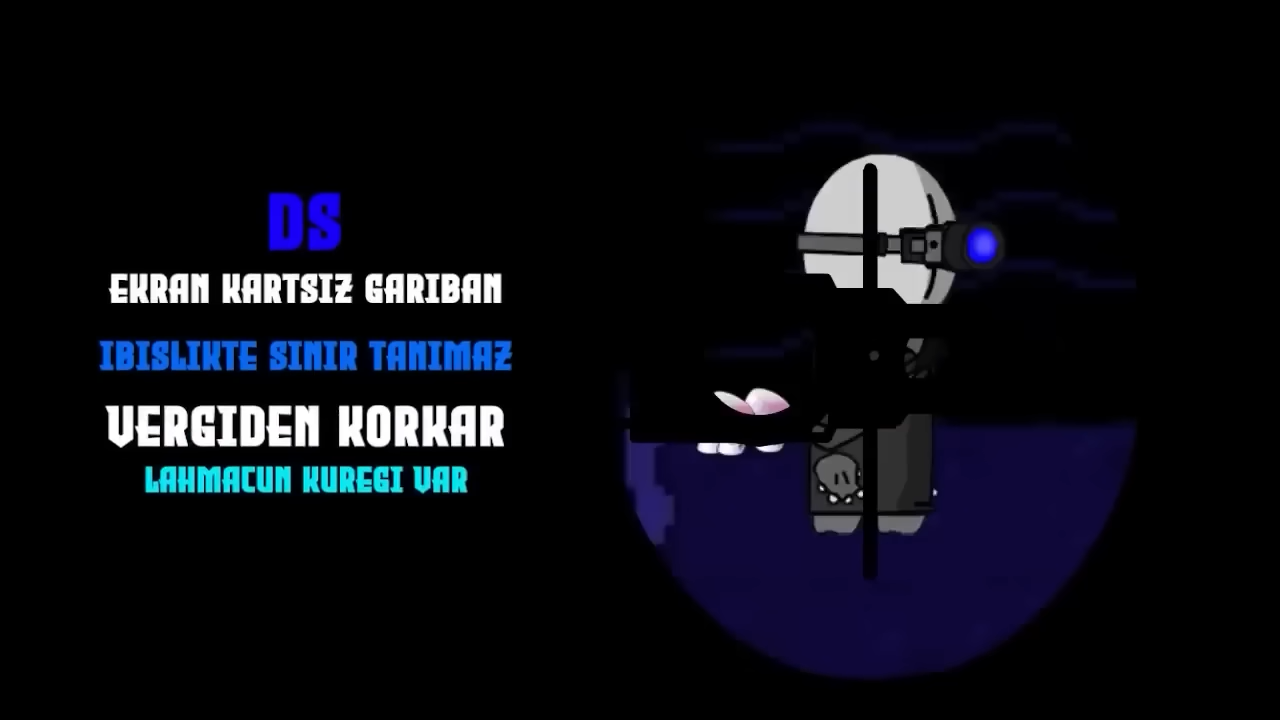 DS
EKRAN KARTSIZ GARIBAN
IBISLIKTE SINIR TANIMAZ
VERGIDEN KORKAR
LAHMACUN KUREGI VAR